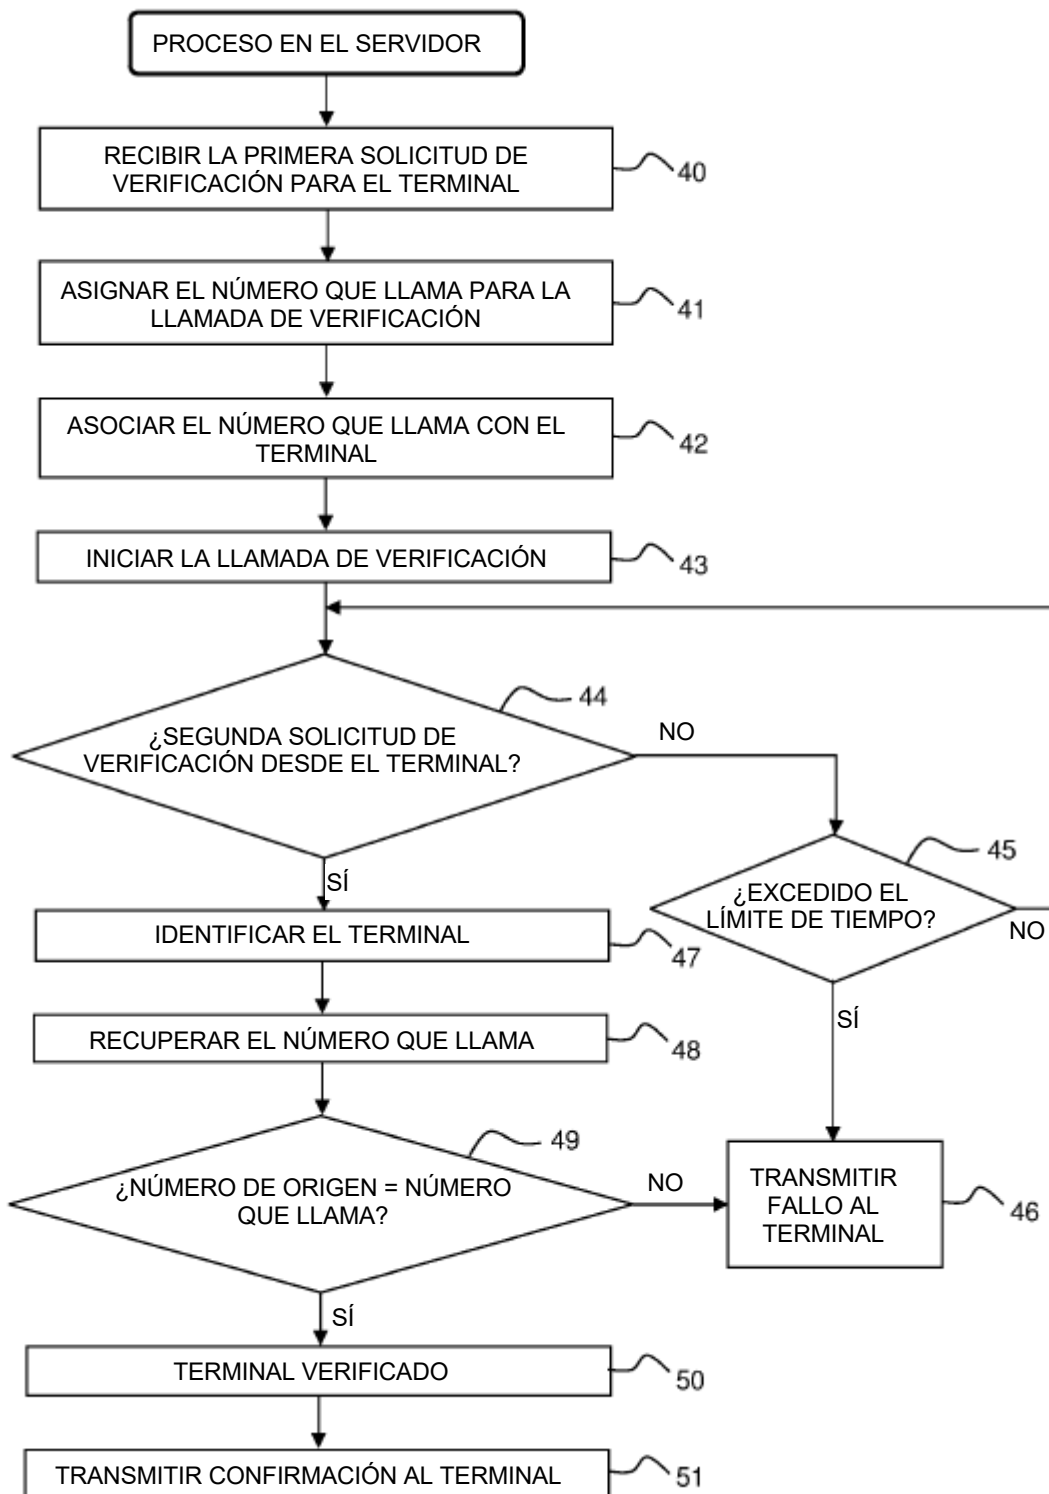 PROCESO EN EL SERVIDOR
RECIBIR LA PRIMERA SOLICITUD DE
VERIFICACIÓN PARA EL TERMINAL
40
ASIGNAR EL NÚMERO QUE LLAMA PARA LA
LLAMADA DE VERIFICACIÓN
41
ASOCIAR EL NÚMERO QUE LLAMA CON EL
TERMINAL
42
INICIAR LA LLAMADA DE VERIFICACIÓN
43
44
¿SEGUNDA SOLICITUD DE
VERIFICACIÓN DESDE EL TERMINAL?
NO
SÍ
45
¿EXCEDIDO EL
LÍMITE DE TIEMPO?
NO
SÍ
IDENTIFICAR EL TERMINAL
47
RECUPERAR EL NÚMERO QUE LLAMA
48
49
¿NÚMERO DE ORIGEN = NÚMERO
QUE LLAMA?
NO
SÍ
TRANSMITIR
FALLO AL
TERMINAL
46
TERMINAL VERIFICADO
50
TRANSMITIR CONFIRMACIÓN AL TERMINAL
51